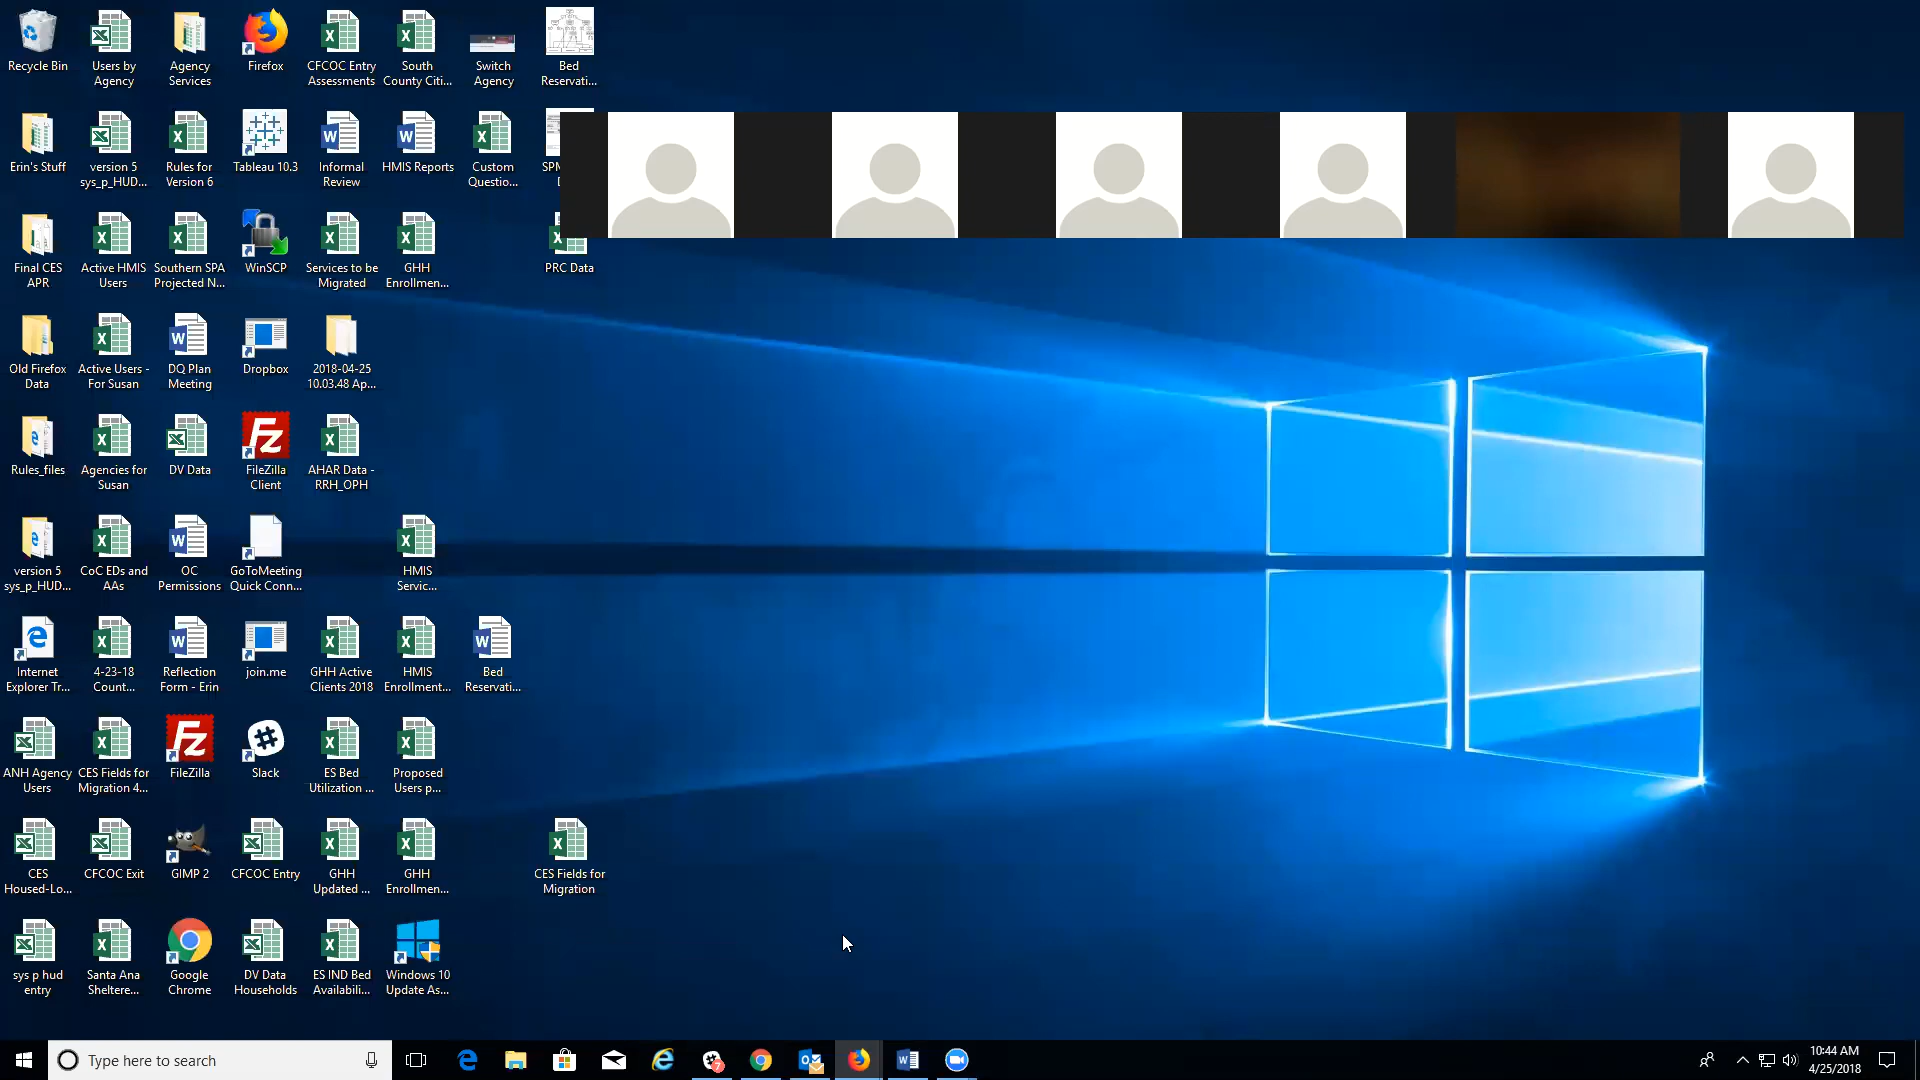 Recycle Bin
Users by
Agency
Agency
Services
Firefox
CFCOC Entry
Assessments
South
County Citi...
Switch
Agency
Bed
Reservati...
Erin's Stuff
version 5
sys_p_HUD...
Rules for
Version 6
Tableau 10.3
Informal
Review
HMIS Reports
Custom
Questio...
SPM
Final CES
APR
Active HMIS
Users
Southern SPA
Projected N...
WinSCP
Services to be
Migrated
GHH
Enrollmen...
PRC Data
Old Firefox
Data
Active Users -
For Susan
DQ Plan
Meeting
Dropbox
2018-04-25
10.03.48 Ap...
Rules_files
Agencies for
Susan
DV Data
FileZilla
Client
AHAR Data -
RRH_OPH
version 5
sys_p_HUD...
CoC EDs and
AAs
OC
Permissions
GoToMeeting
Quick Conn...
HMIS
Servic...
Internet
Explorer Tr...
4-23-18
Count...
Reflection
Form - Erin
join.me
GHH Active
Clients 2018
HMIS
Enrollment...
Bed
Reservati...
ANH Agency
Users
CES Fields for
Migration 4...
FileZilla
Slack
ES Bed
Utilization ...
Proposed
Users p...
CES
Housed-Lo...
CFCOC Exit
GIMP 2
CFCOC Entry
GHH
Updated ...
GHH
Enrollmen...
CES Fields for
Migration
sys p hud
entry
Santa Ana
Sheltere...
Google
Chrome
DV Data
Households
ES IND Bed
Availabili...
Windows 10
Update As...
Type here to search
10:44 AM
4/25/2018